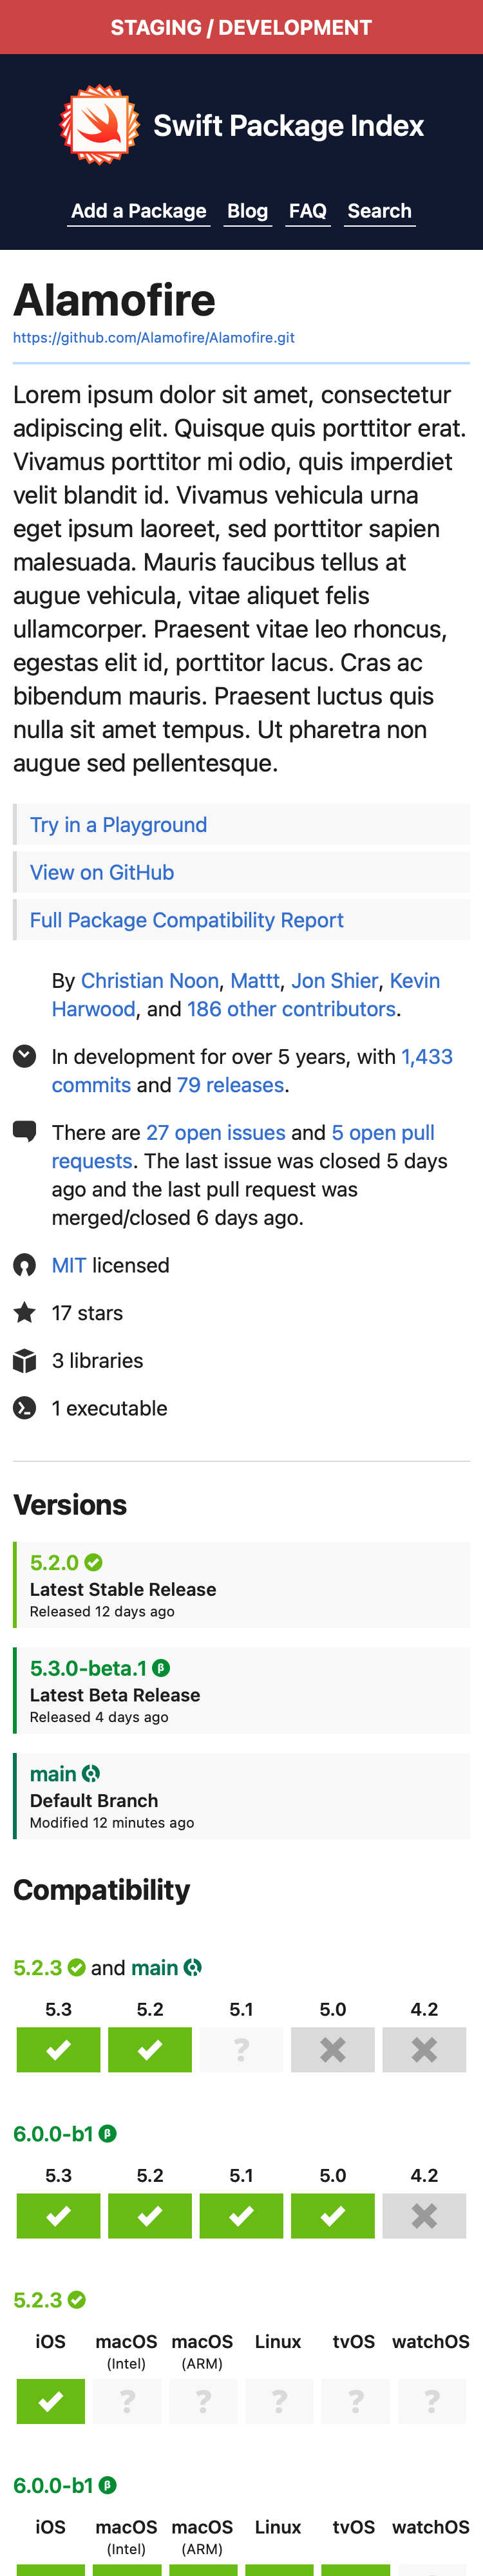 STAGING / DEVELOPMENT
Swift Package Index
Add a Package Blog FAQ Search
Alamofire
https://github.com/Alamofire/Alamofire.git
Lorem ipsum dolor sit amet, consectetur
adipiscing elit. Quisque quis porttitor erat.
Vivamus porttitor mi odio, quis imperdiet
velit blandit id. Vivamus vehicula urna
eget ipsum laoreet, sed porttitor sapien
malesuada. Mauris faucibus tellus at
augue vehicula, vitae aliquet felis
ullamcorper. Praesent vitae leo rhoncus,
egestas elit id, porttitor lacus. Cras ac
bibendum mauris. Praesent luctus quis
nulla sit amet tempus. Ut pharetra non
augue sed pellentesque.
Try in a Playground
View on GitHub
Full Package Compatibility Report
By Christian Noon, Mattt, Jon Shier, Kevin
Harwood, and 186 other contributors.
In development for over 5 years, with 1,433
commits and 79 releases.
There are 27 open issues and 5 open pull
requests. The last issue was closed 5 days
ago and the last pull request was
merged/closed 6 days ago.
MIT licensed
17 stars
3 libraries
1 executable
Versions
5.2.0
Latest Stable Release
Released 12 days ago
5.3.0-beta.1 β
Latest Beta Release
Released 4 days ago
main
Default Branch
Modified 12 minutes ago
Compatibility
5.2.3 and main
5.3 5.2 5.1 5.0 4.2
?
6.0.0-b1 β
5.3 5.2 5.1 5.0 4.2
5.2.3
iOS macOS macOS Linux tvOS watchOS
(Intel) (ARM)
? ? ? ? ?
6.0.0-b1 β
iOS macOS macOS Linux tvOS watchOS
(Intel) (ARM)